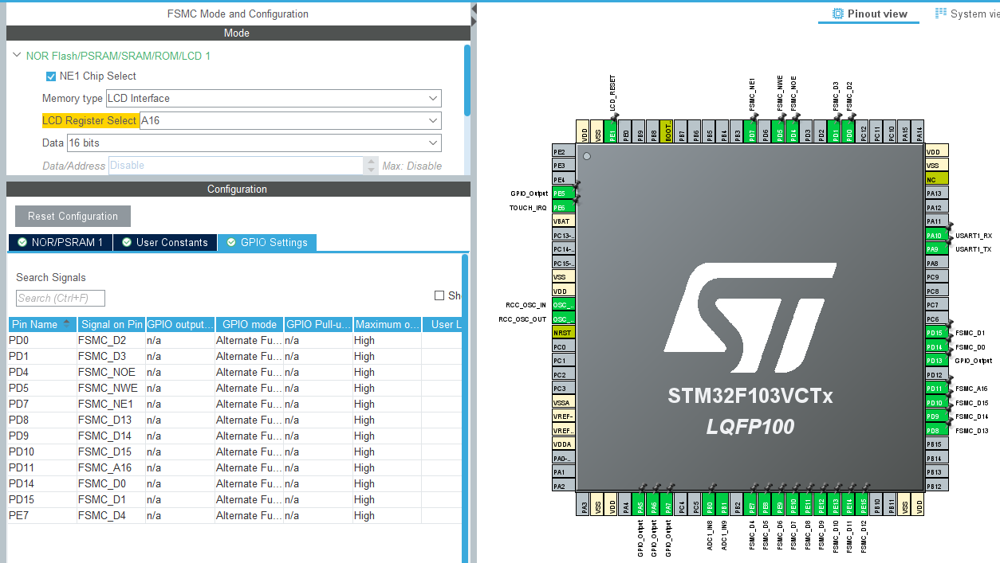 FSMC Mode and Configuration
Mode
NOR Flash/PSRAM/SRAM/ROM/LCD 1
NE1 Chip Select
Memory type LCD Interface
LCD Register Select A16
Data 16 bits
Data/Address Disable Max: Disable
Configuration
Reset Configuration
NOR/PSRAM 1 User Constants GPIO Settings
Search Signals
Search (Ctrl+F)
Pin Name Signal on Pin GPIO output... GPIO mode GPIO Pull-u... Maximum o... User L
PD0 FSMC_D2 n/a Alternate Fu... n/a High
PD1 FSMC_D3 n/a Alternate Fu... n/a High
PD4 FSMC_NOE n/a Alternate Fu... n/a High
PD5 FSMC_NWE n/a Alternate Fu... n/a High
PD7 FSMC_NE1 n/a Alternate Fu... n/a High
PD8 FSMC_D13 n/a Alternate Fu... n/a High
PD9 FSMC_D14 n/a Alternate Fu... n/a High
PD10 FSMC_D15 n/a Alternate Fu... n/a High
PD11 FSMC_A16 n/a Alternate Fu... n/a High
PD14 FSMC_D0 n/a Alternate Fu... n/a High
PD15 FSMC_D1 n/a Alternate Fu... n/a High
PE7 FSMC_D4 n/a Alternate Fu... n/a High
Pinout view System vie
LCD_RESET FSMC_NE1 FSMC_NWE FSMC_NOE FSMC_D3 FSMC_D2
VDD VSS PE1 PE0 PB9 PB8 BOOT.. PB7 PB6 PB5 PB4 PB3 PD7 PD6 PD5 PD4 PD3 PD2 PD1 PD0 PC12 PC11 PC10 PA15 PA14
PE2
PE3
PE4
GPIO_Output PE5
TOUCH_IRQ PE6
VBAT
PC13-..
PC14-..
PC15-..
VSS
VDD
RCC_OSC_IN OSC_..
RCC_OSC_OUT OSC_..
NRST
PC0
PC1
PC2
PC3
VSSA
VREF-
VREF..
VDDA
PA0-..
PA1
PA2
STM32F103VCTx
LQFP100
VDD
VSS
NC
PA13
PA12
PA11
PA10 USART1_RX
PA9 USART1_TX
PA8
PC9
PC8
PC7
PC6
PD15 FSMC_D1
PD14 FSMC_D0
PD13 GPIO_Output
PD12
PD11 FSMC_A16
PD10 FSMC_D15
PD9 FSMC_D14
PD8 FSMC_D13
PB15
PB14
PB13
PB12
PA3 VSS VDD PA4 PA5 PA6 PA7 PC4 PC5 PB0 PB1 PB2 PE7 PE8 PE9 PE10 PE11 PE12 PE13 PE14 PE15 PB10 PB11 VSS VDD
GPIO_Output GPIO_Output GPIO_Output ADC1_IN8 ADC1_IN9 FSMC_D4 FSMC_D5 FSMC_D6 FSMC_D7 FSMC_D8 FSMC_D9 FSMC_D10 FSMC_D11 FSMC_D12